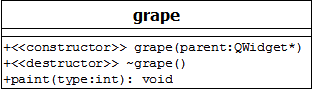 grape
+<<constructor>> grape(parent:QWidget*)
+<<destructor>> ~grape()
+paint(type:int): void